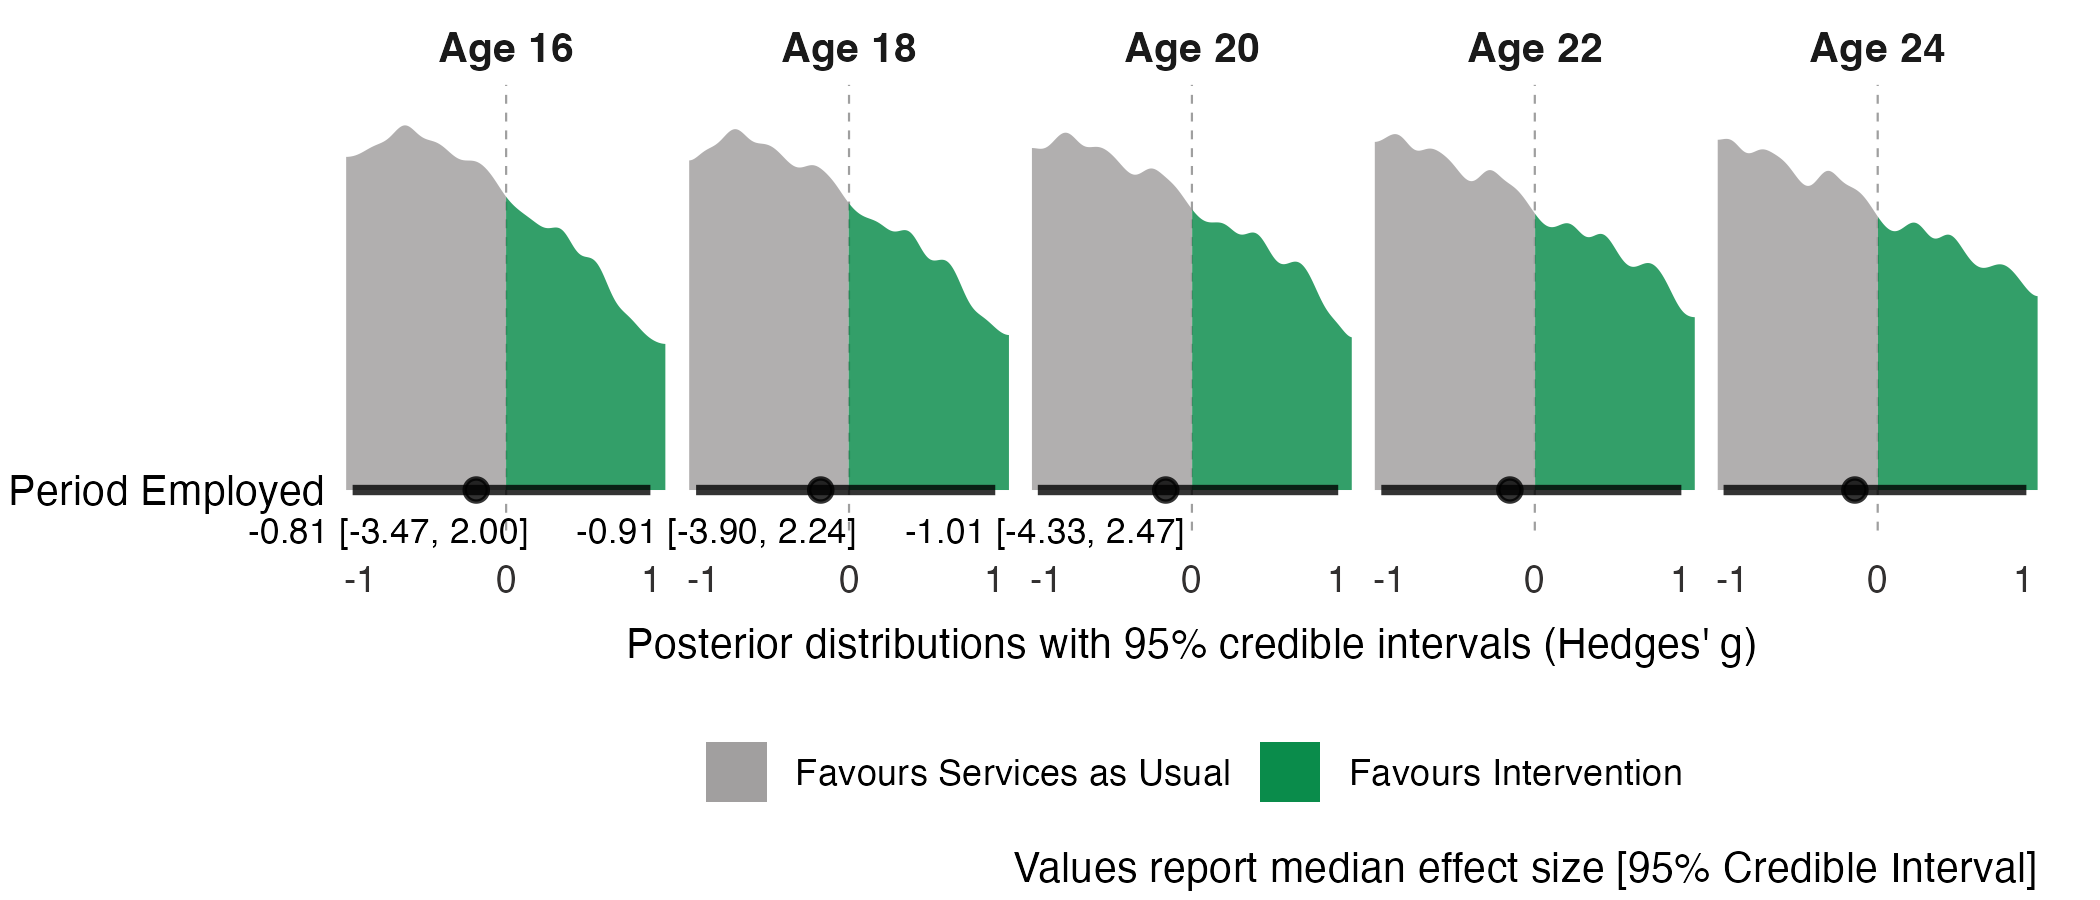 Age 16 Age 18 Age 20 Age 22 Age 24
Period Employed
-0.81 [-3.47, 2.00] -0.91 [-3.90, 2.24] -1.01 [-4.33, 2.47]
-1 0 1 -1 0 1 -1 0 1 -1 0 1 -1 0 1
Posterior distributions with 95% credible intervals (Hedges' g)
Favours Services as Usual Favours Intervention
Values report median effect size [95% Credible Interval]